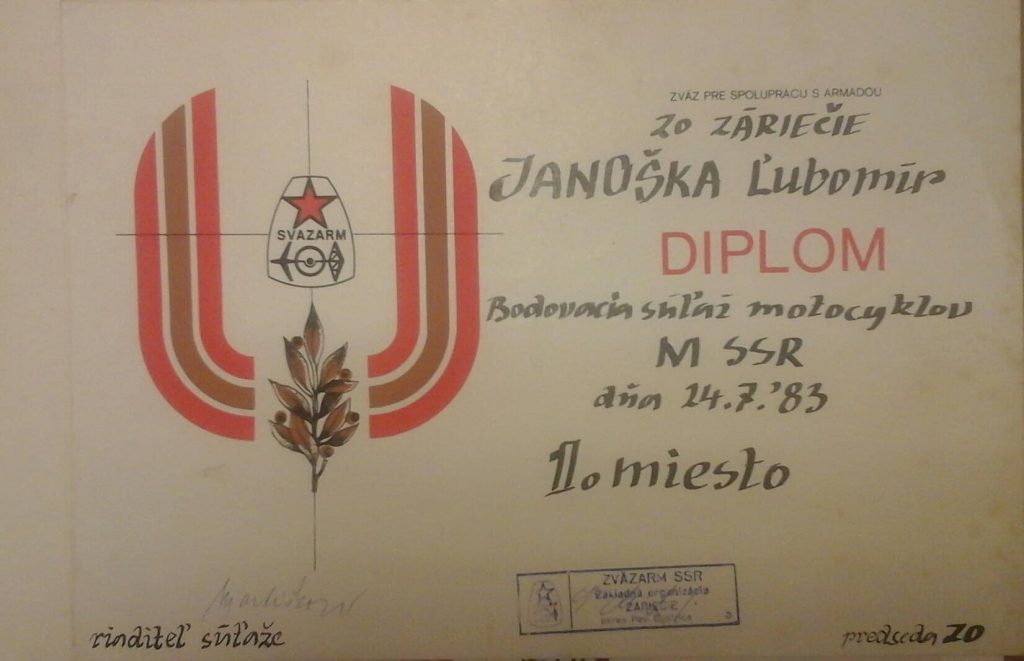 ZVÄZ PRE SPOLUPRÁCU S ARMÁDOU
ZO ZÁRIEČIE
JANOŠKA Ľubomír
DIPLOM
Bodovacia súťaž motocyklov
M SSR
dňa 24.7.'83
1. miesto
SVAZARM
ZVÄZARM SSR
Základná organizácia
ZÁRIEČIE
riaditeľ súťaže
predseda ZO